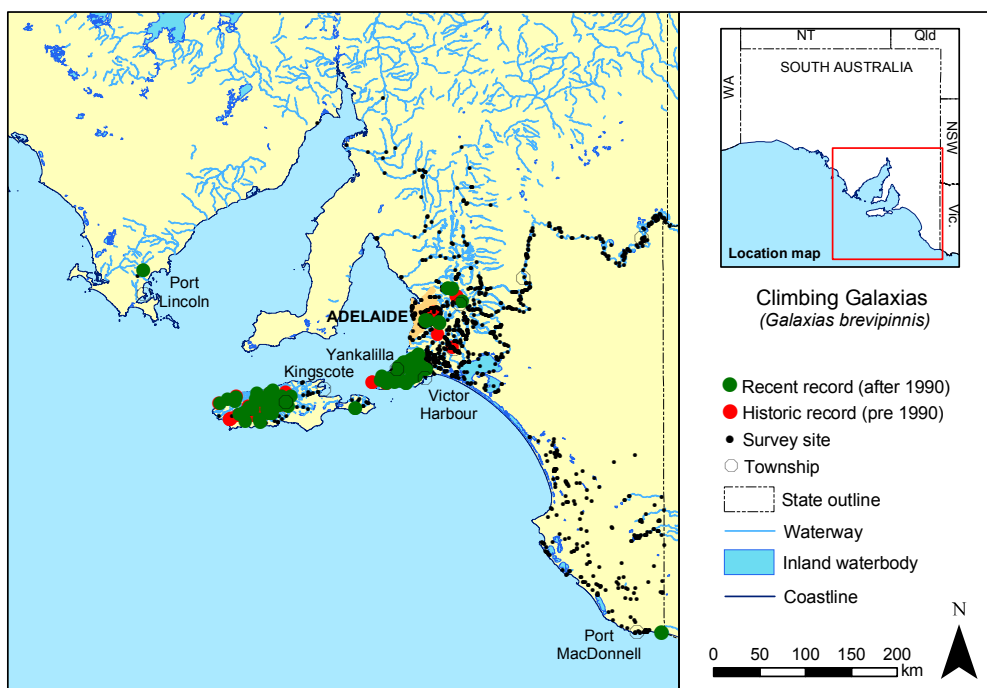 Port
Lincoln
ADELAIDE
Yankalilla
Kingscote
Victor
Harbour
Port
MacDonnell
NT
Qld
SOUTH AUSTRALIA
WA
NSW
Vic.
Location map
Climbing Galaxias
(Galaxias brevipinnis)
Recent record (after 1990)
Historic record (pre 1990)
Survey site
Township
State outline
Waterway
Inland waterbody
Coastline
N
0 50 100 150 200
km